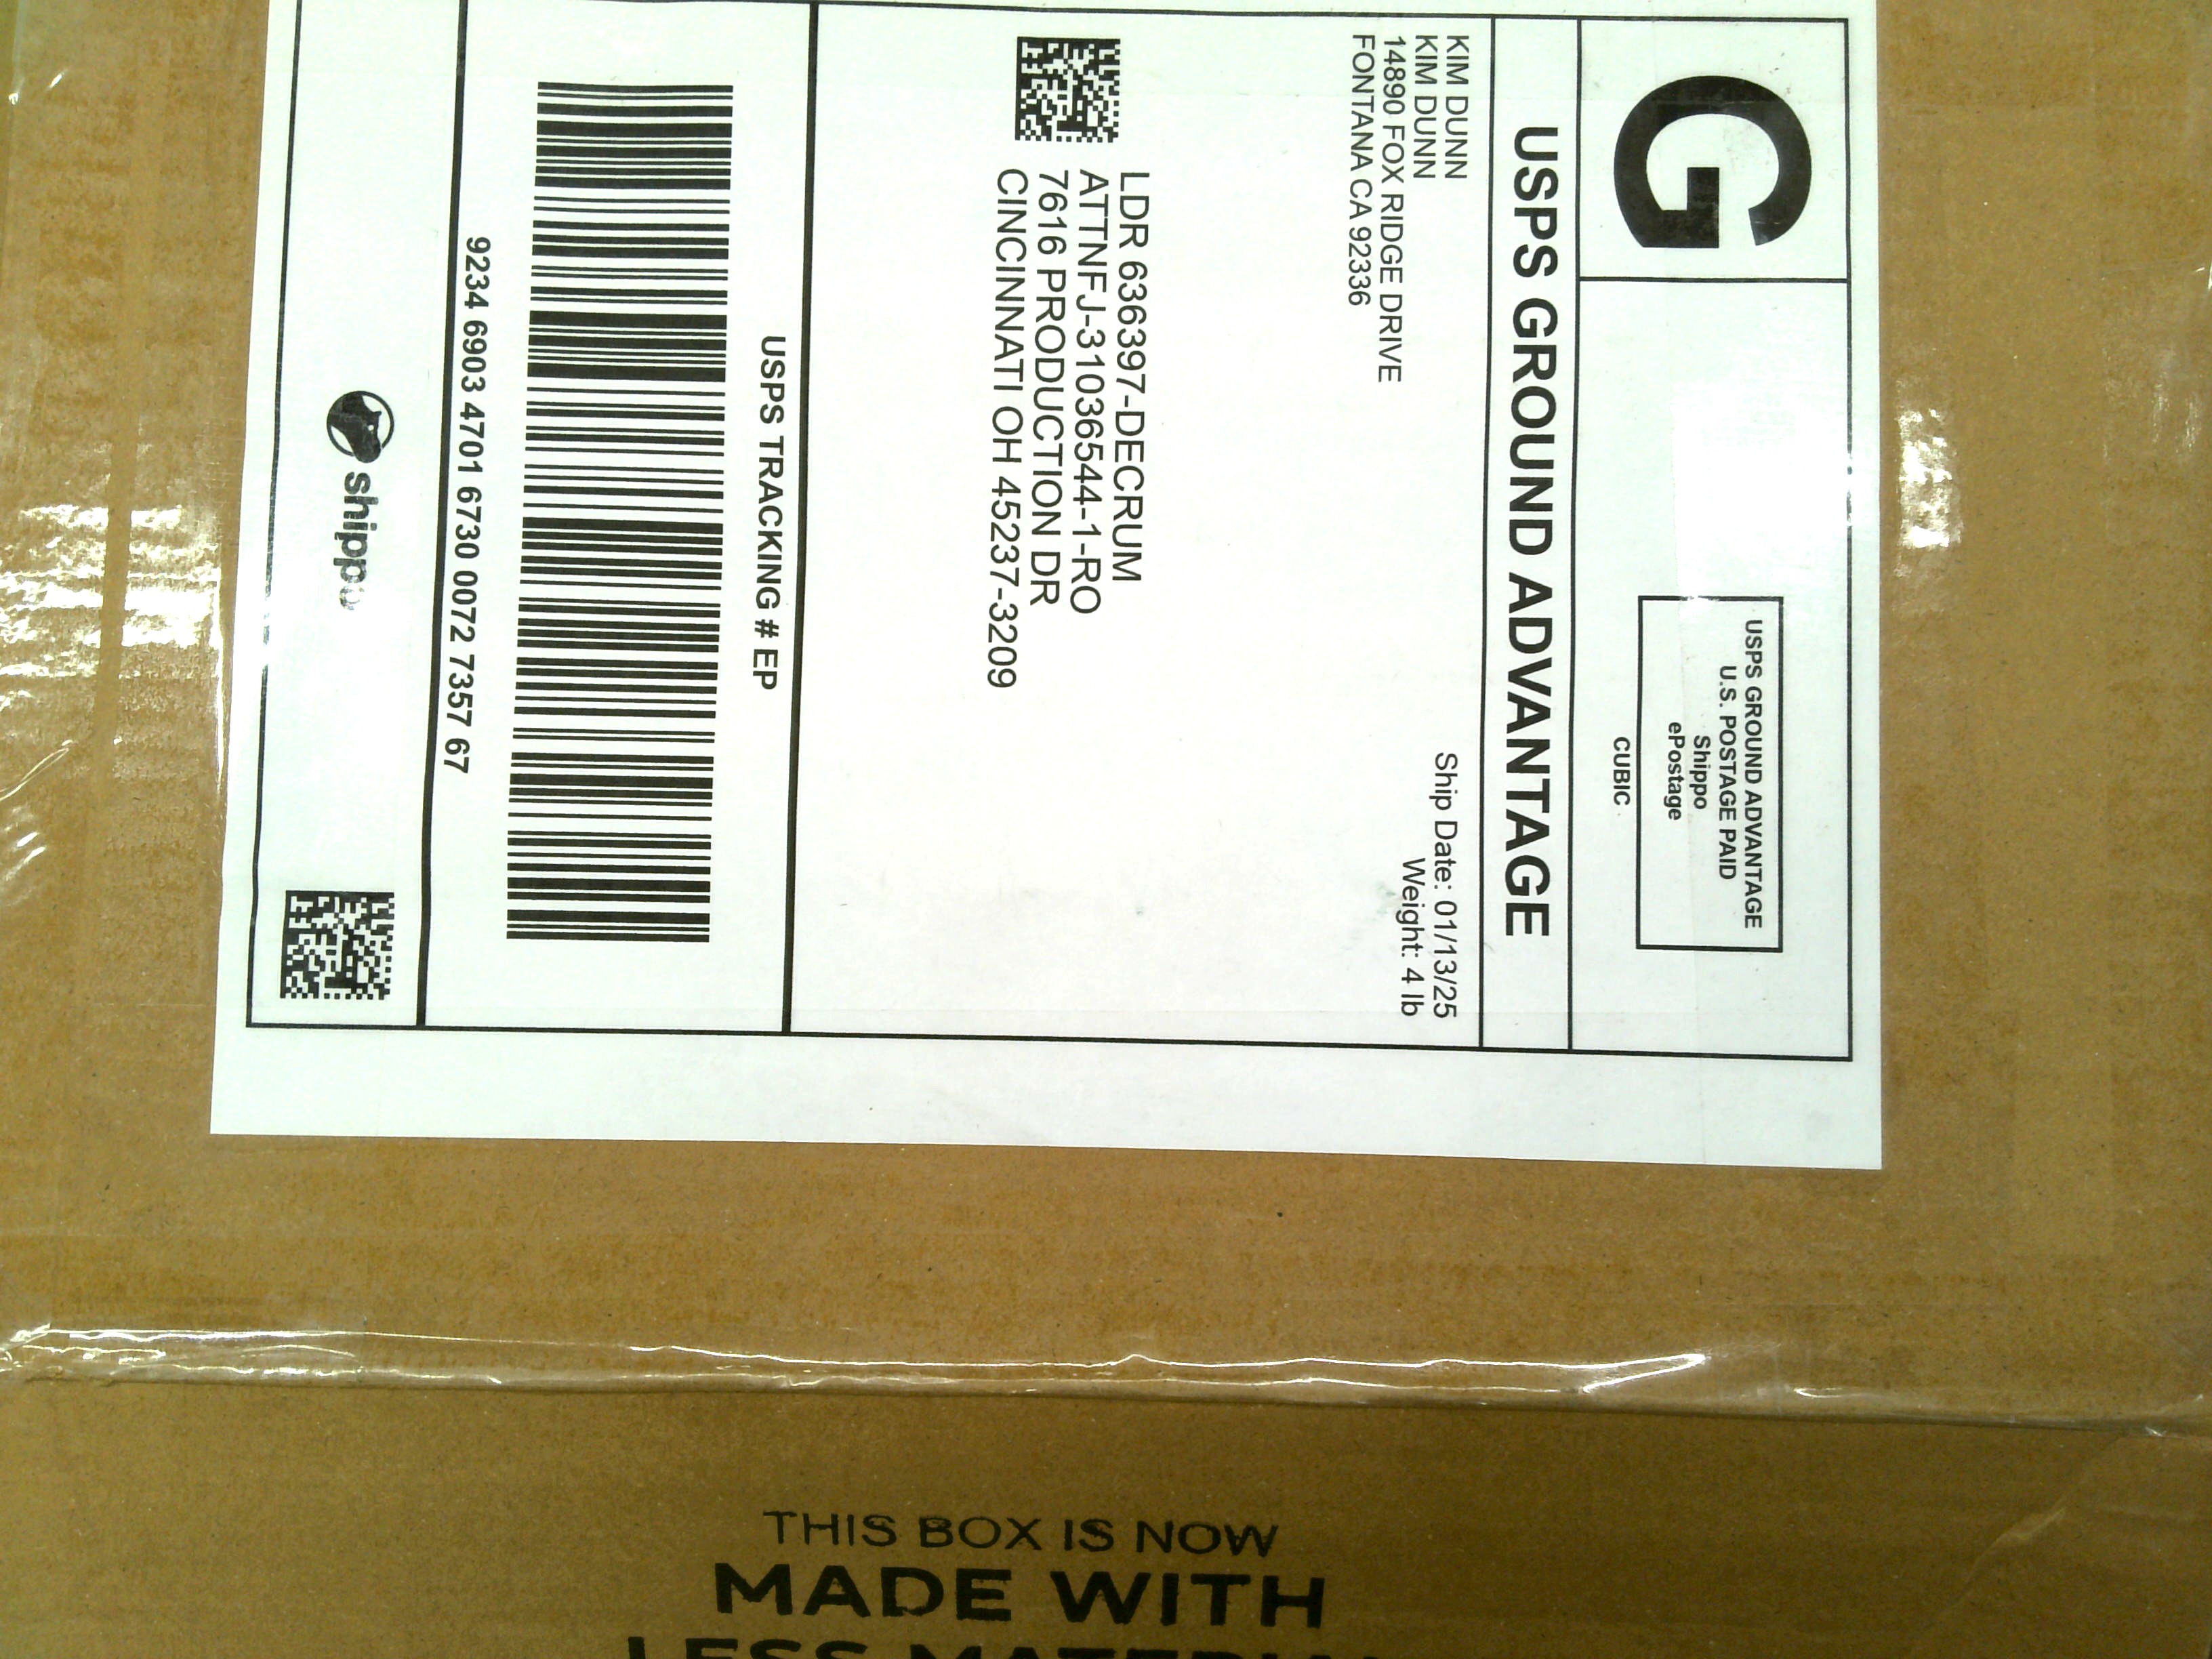 G
USPS GROUND ADVANTAGE
U.S. POSTAGE PAID
Shippo
ePostage
CUBIC
USPS GROUND ADVANTAGE
KIM DUNN
KIM DUNN
14890 FOX RIDGE DRIVE
FONTANA CA 92336
Ship Date: 01/13/25
Weight: 4 lb
LDR 636397-DECRUM
ATTNFJ-31036544-1-RO
7616 PRODUCTION DR
CINCINNATI OH 45237-3209
USPS TRACKING # EP
9234 6903 4701 6730 0072 7357 67
shippo
THIS BOX IS NOW
MADE WITH
LESS MATERIAL